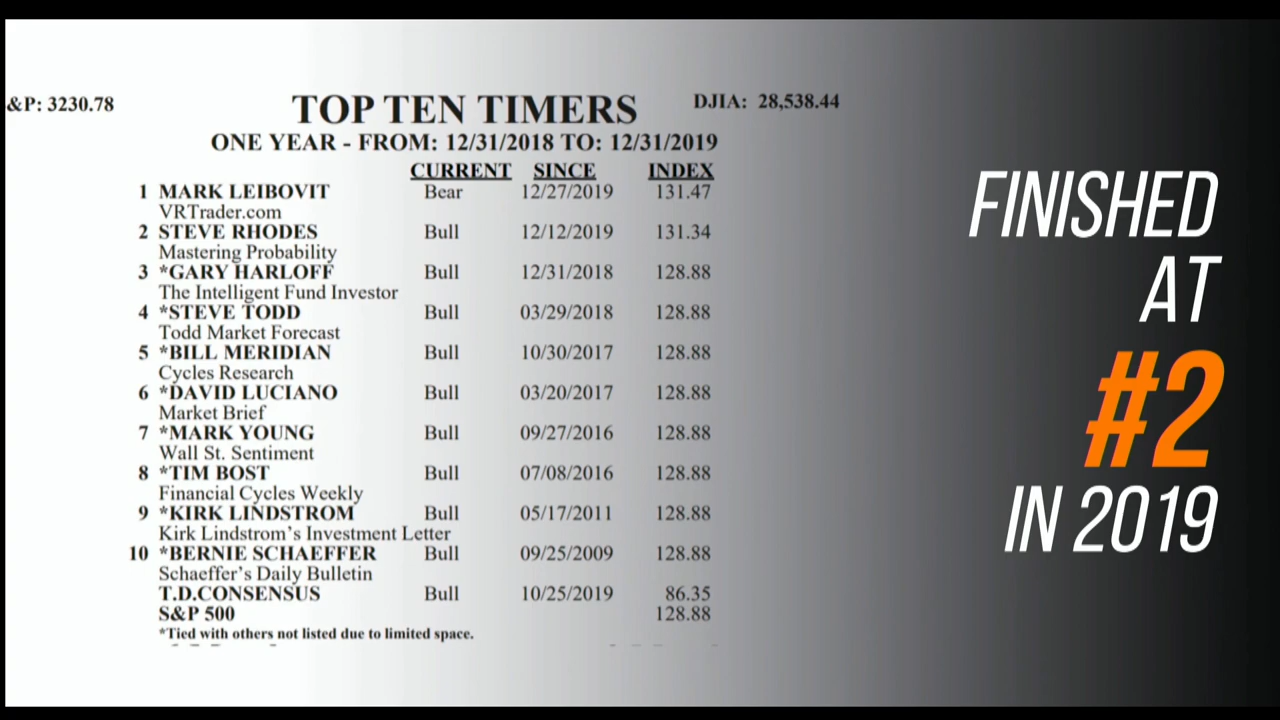 &P: 3230.78
TOP TEN TIMERS
DJIA: 28,538.44
ONE YEAR - FROM: 12/31/2018 TO: 12/31/2019
CURRENT SINCE INDEX
1 MARK LEIBOVIT Bear 12/27/2019 131.47
VRTrader.com
2 STEVE RHODES Bull 12/12/2019 131.34
Mastering Probability
3 *GARY HARLOFF Bull 12/31/2018 128.88
The Intelligent Fund Investor
4 *STEVE TODD Bull 03/29/2018 128.88
Todd Market Forecast
5 *BILL MERIDIAN Bull 10/30/2017 128.88
Cycles Research
6 *DAVID LUCIANO Bull 03/20/2017 128.88
Market Brief
7 *MARK YOUNG Bull 09/27/2016 128.88
Wall St. Sentiment
8 *TIM BOST Bull 07/08/2016 128.88
Financial Cycles Weekly
9 *KIRK LINDSTROM Bull 05/17/2011 128.88
Kirk Lindstrom's Investment Letter
10 *BERNIE SCHAEFFER Bull 09/25/2009 128.88
Schaeffer's Daily Bulletin
T.D.CONSENSUS Bull 10/25/2019 86.35
S&P 500 128.88
*Tied with others not listed due to limited space.
FINISHED
AT
#2
IN 2019